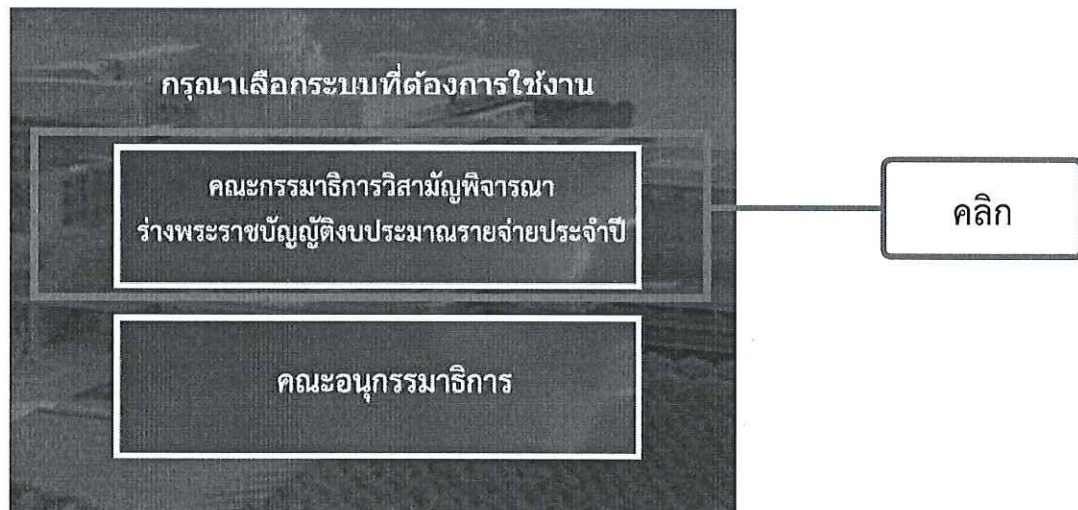 กรุณาเลือกระบบที่ต้องการใช้งาน
คณะกรรมาธิการวิสามัญพิจารณา
ร่างพระราชบัญญัติงบประมาณรายจ่ายประจำปี
คลิก
คณะอนุกรรมาธิการ